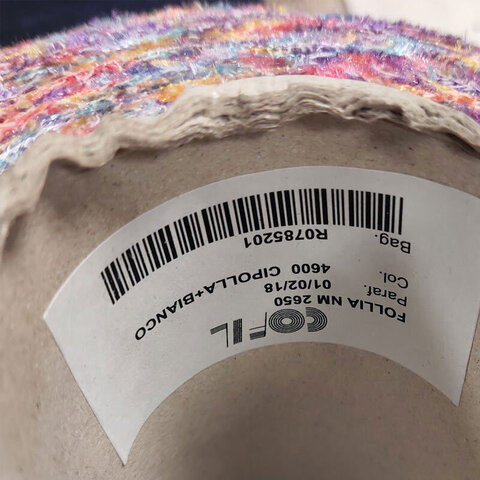 COFIL
FOLLIA NM 2650
Paraf. 01/02/18
Col. 4600 CIPOLLA+BIANCO
Bag. R0785201